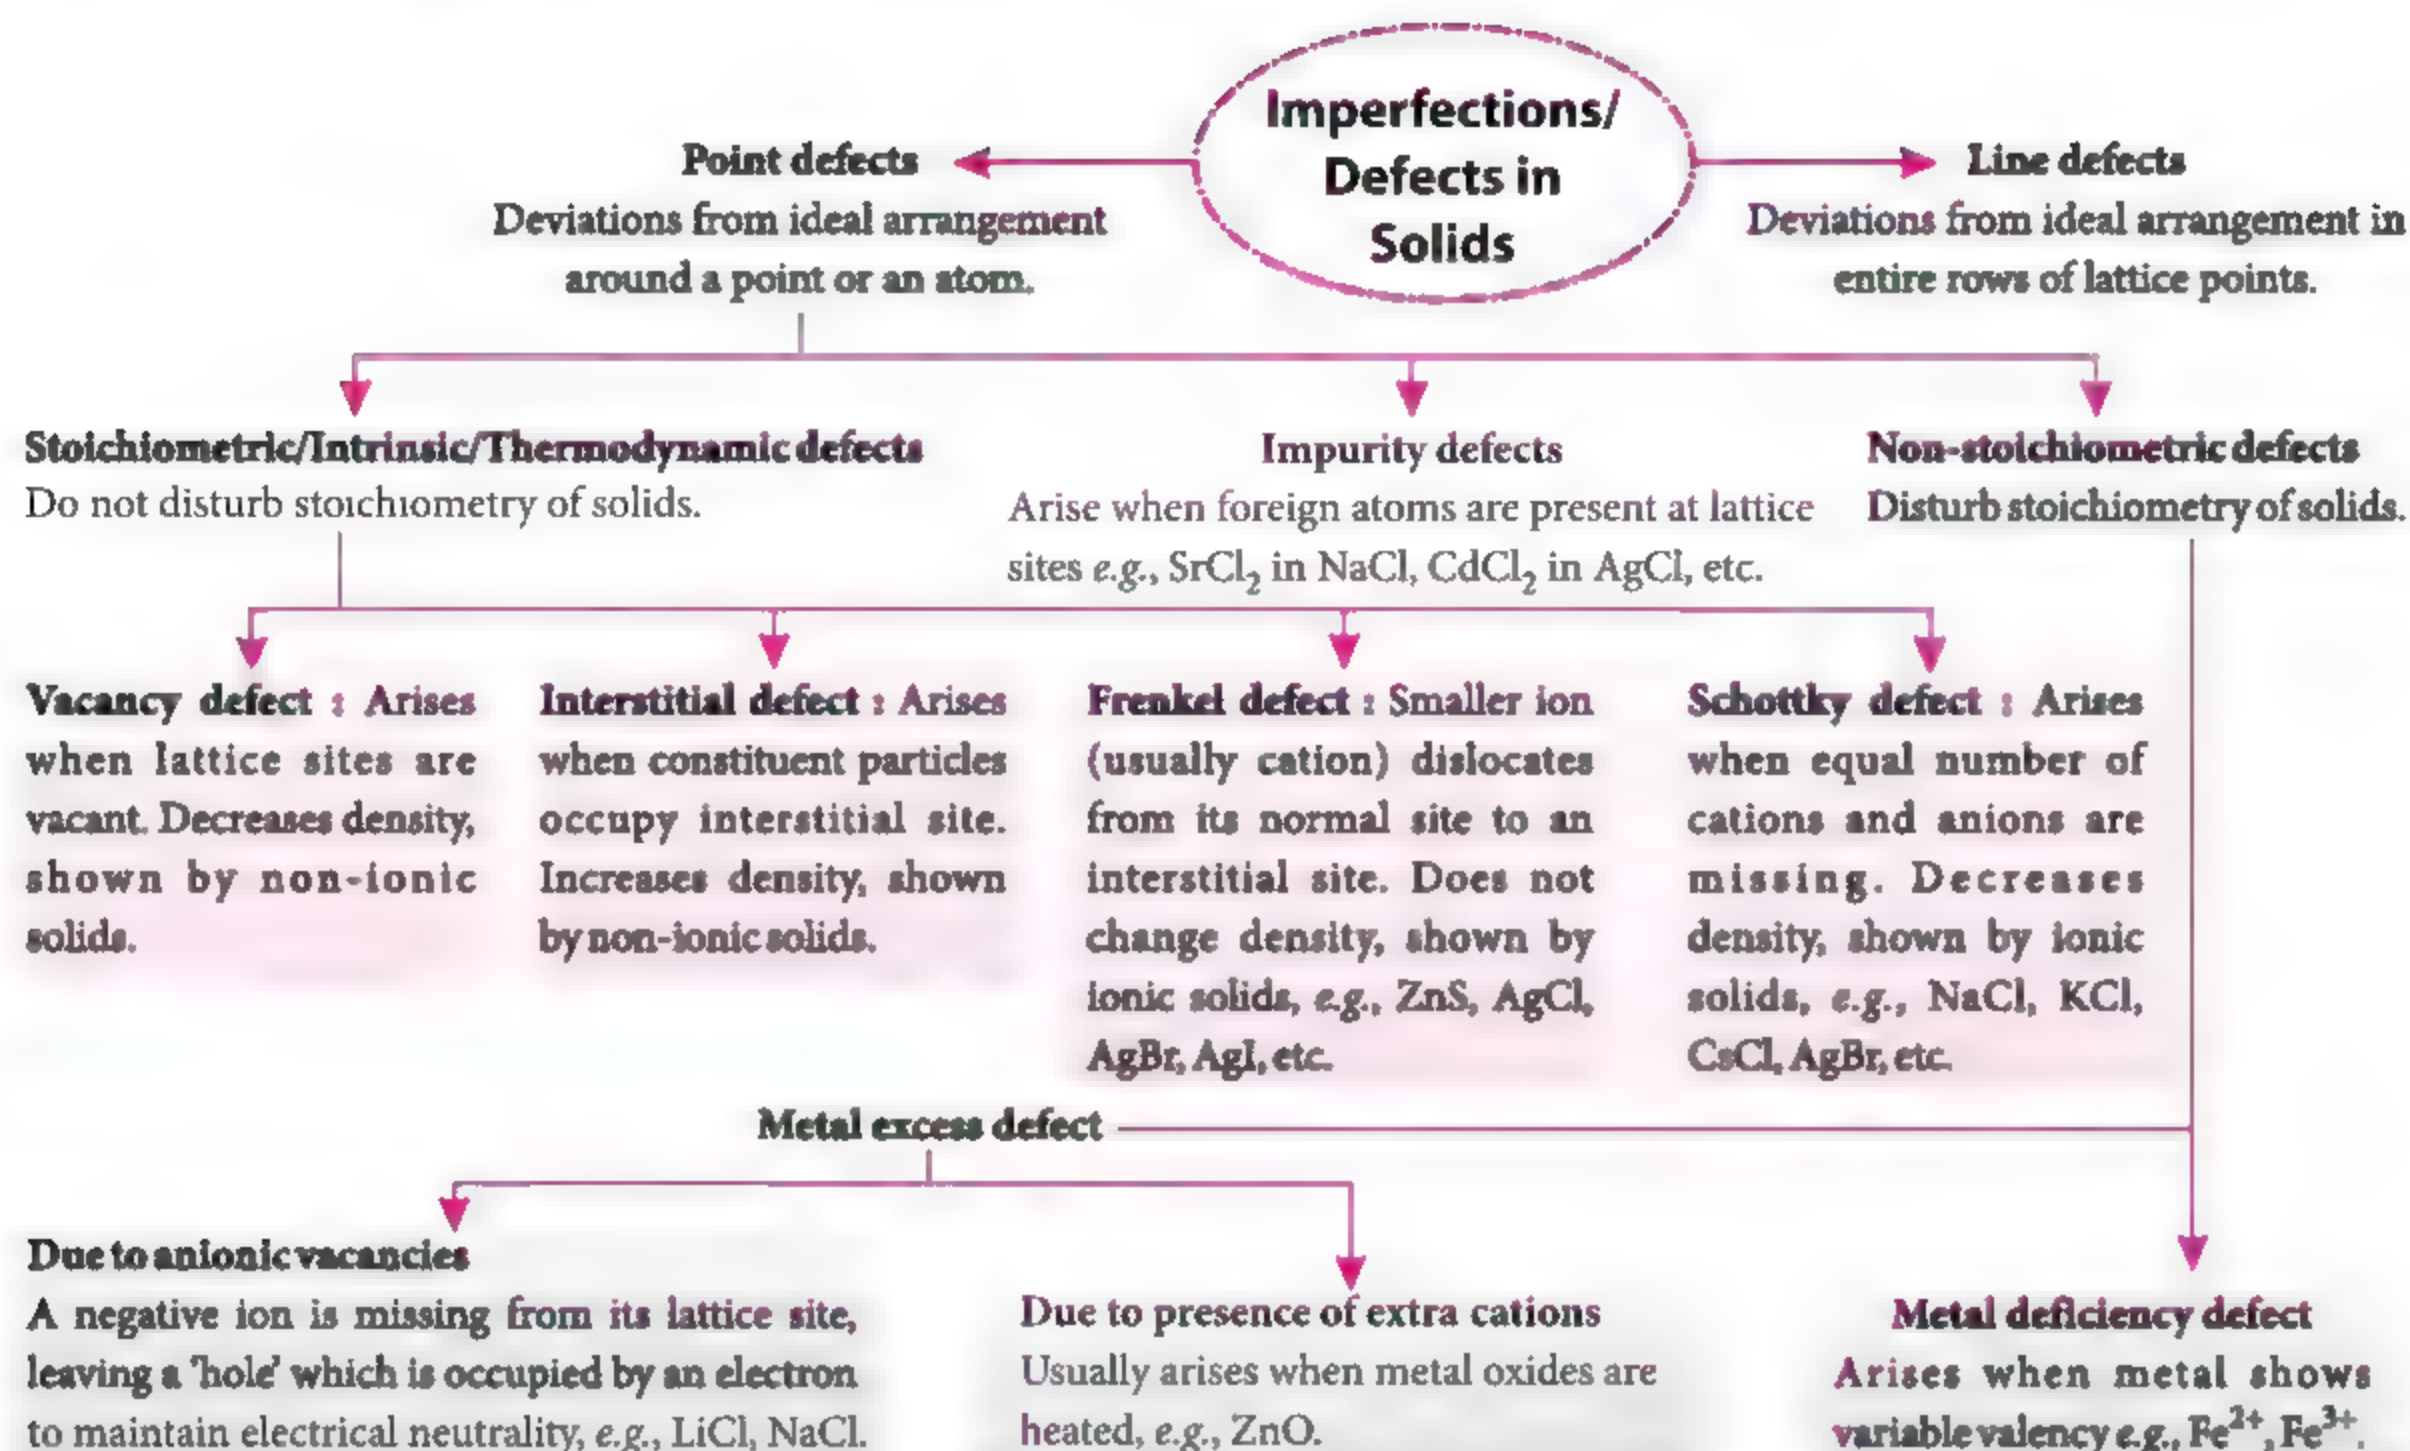 Imperfections/
Defects in
Solids
Point defects
Deviations from ideal arrangement
around a point or an atom.
Line defects
Deviations from ideal arrangement in
entire rows of lattice points.
Stoichiometric/Intrinsic/Thermodynamic defects
Do not disturb stoichiometry of solids.
Impurity defects
Arise when foreign atoms are present at lattice
sites e.g., SrCl₂ in NaCl, CdCl₂ in AgCl, etc.
Non-stoichiometric defects
Disturb stoichiometry of solids.
Vacancy defect : Arises
when lattice sites are
vacant. Decreases density,
shown by non-ionic
solids.
Interstitial defect : Arises
when constituent particles
occupy interstitial site.
Increases density, shown
by non-ionic solids.
Frenkel defect : Smaller ion
(usually cation) dislocates
from its normal site to an
interstitial site. Does not
change density, shown by
ionic solids, e.g., ZnS, AgCl,
AgBr, AgI, etc.
Schottky defect : Arises
when equal number of
cations and anions are
missing. Decreases
density, shown by ionic
solids, e.g., NaCl, KCl,
CsCl, AgBr, etc.
Metal excess defect
Due to anionic vacancies
A negative ion is missing from its lattice site,
leaving a 'hole' which is occupied by an electron
to maintain electrical neutrality, e.g., LiCl, NaCl.
Due to presence of extra cations
Usually arises when metal oxides are
heated, e.g., ZnO.
Metal deficiency defect
Arises when metal shows
variable valency e.g., Fe²⁺, Fe³⁺.